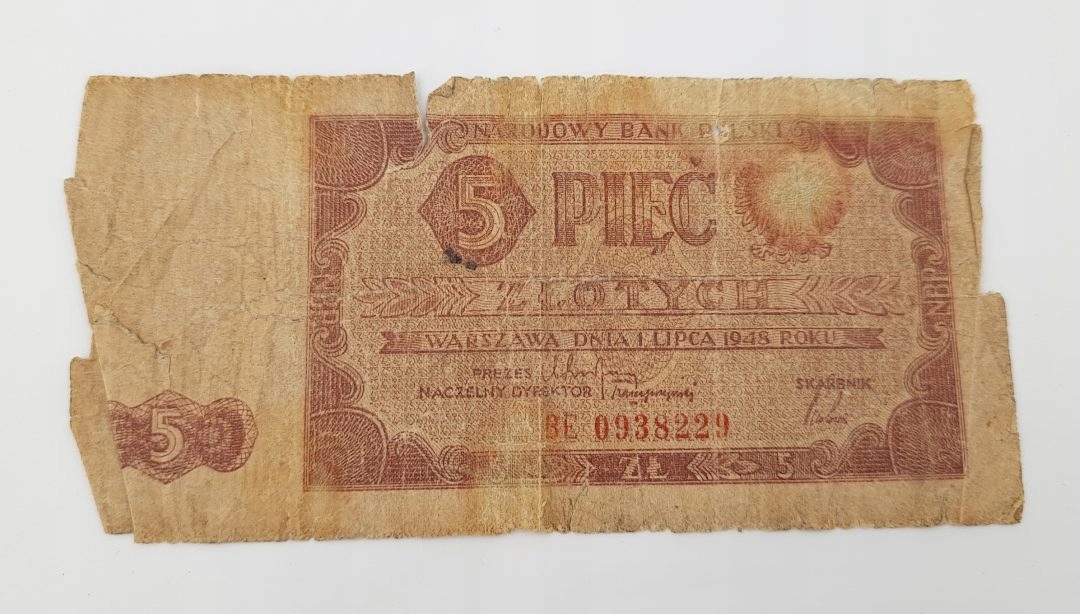 NARODOWY BANK POLSKI
5 PIĘĆ
ZŁOTYCH
WARSZAWA DNIA 1 LIPCA 1948 ROKU
PREZES
NACZELNY DYREKTOR
SKARBNIK
BE 0938229
5
ZŁ 5
NBP
NBP